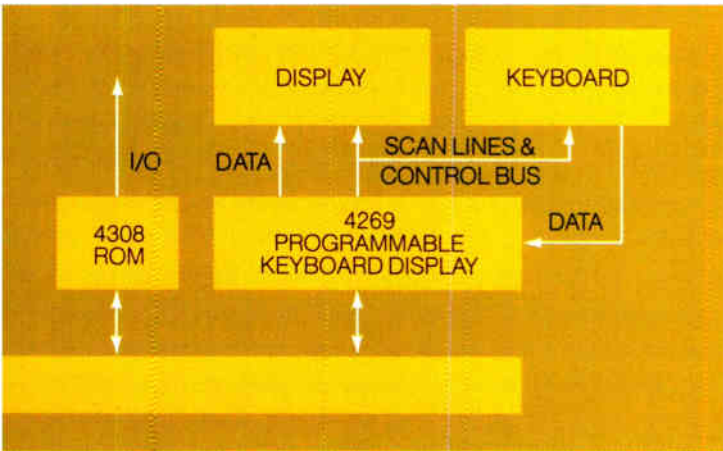 DISPLAY
KEYBOARD
I/O
DATA
SCAN LINES &
CONTROL BUS
DATA
4308
ROM
4269
PROGRAMMABLE
KEYBOARD DISPLAY